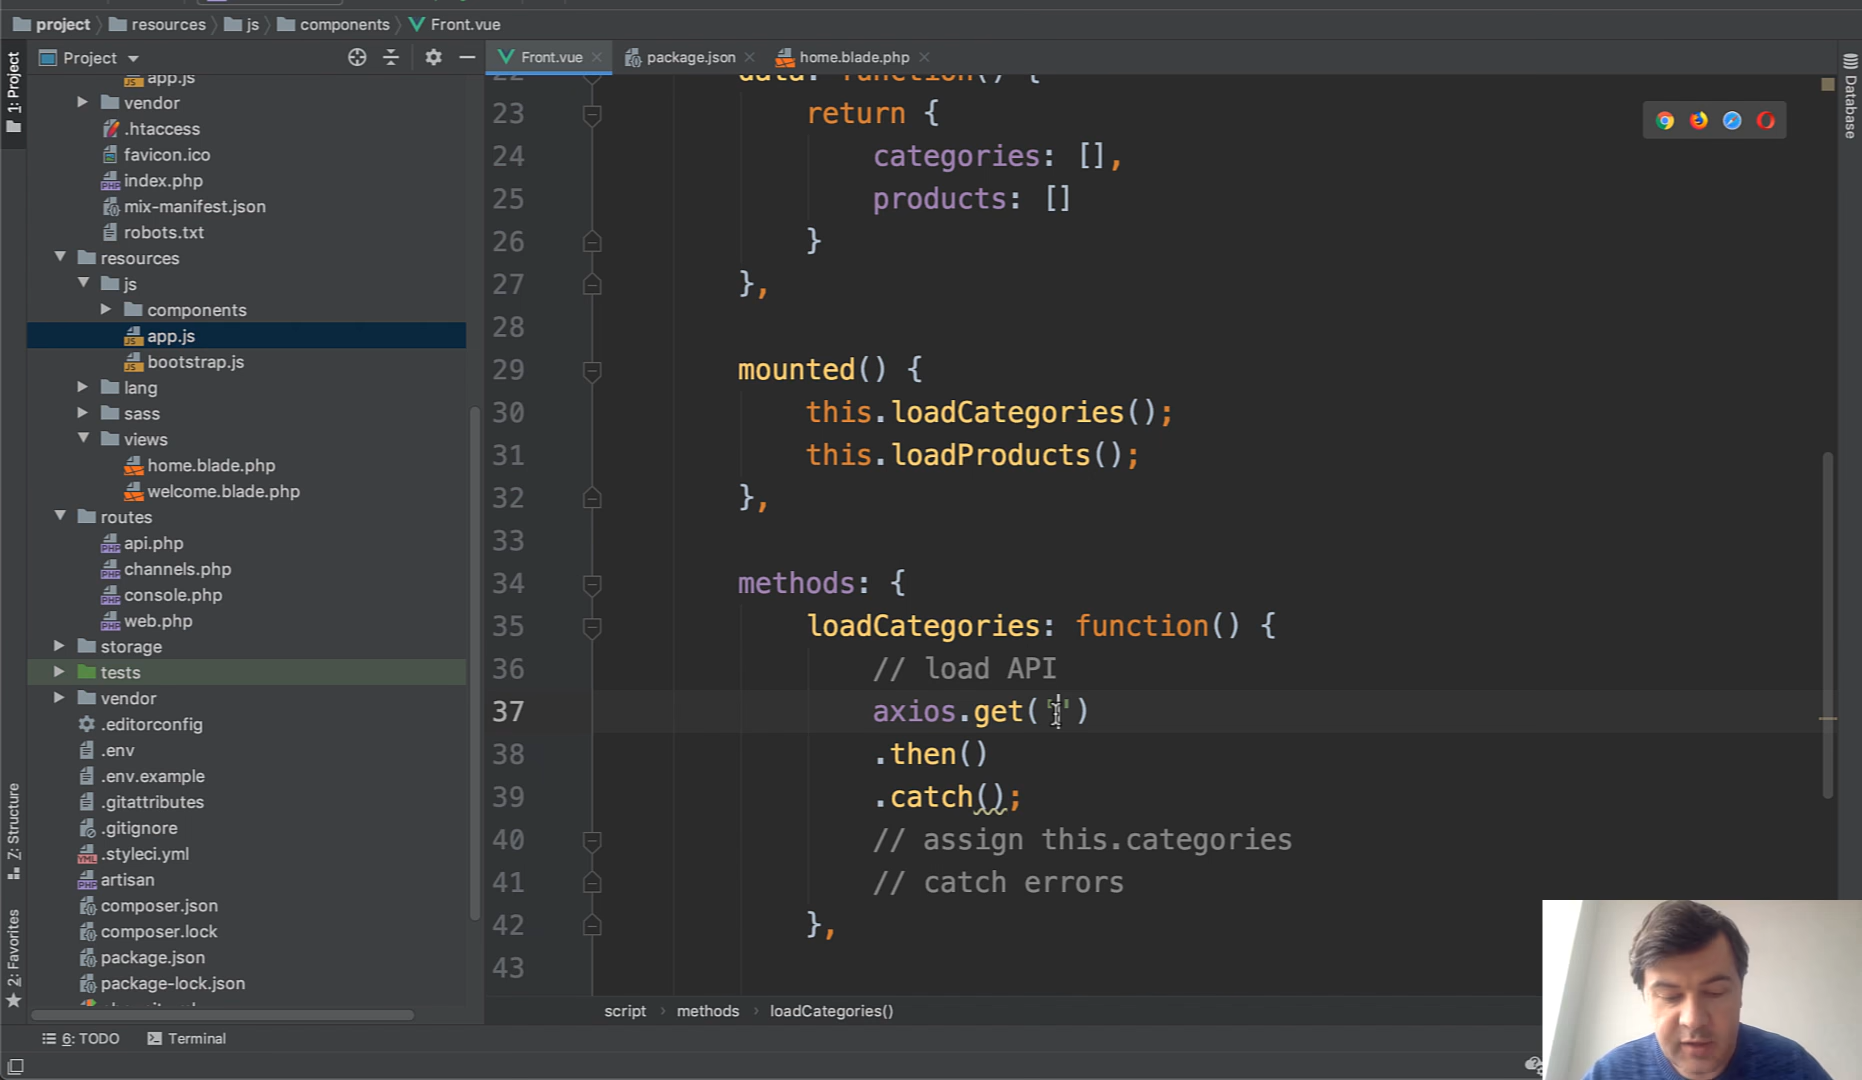 project
resources
js
components
Front.vue
Project
Front.vue
package.json
home.blade.php
1: Project
Database
app.js
vendor
.htaccess
favicon.ico
index.php
mix-manifest.json
robots.txt
resources
js
components
app.js
bootstrap.js
lang
sass
views
home.blade.php
welcome.blade.php
routes
api.php
channels.php
console.php
web.php
storage
tests
vendor
.editorconfig
.env
.env.example
.gitattributes
.gitignore
.styleci.yml
artisan
composer.json
composer.lock
package.json
package-lock.json
Z: Structure
2: Favorites
22 data: function() {
23 return {
24 categories: [],
25 products: []
26 }
27 },
28
29 mounted() {
30 this.loadCategories();
31 this.loadProducts();
32 },
33
34 methods: {
35 loadCategories: function() {
36 // load API
37 axios.get('')
38 .then()
39 .catch();
40 // assign this.categories
41 // catch errors
42 },
43
script
methods
loadCategories()
6: TODO
Terminal